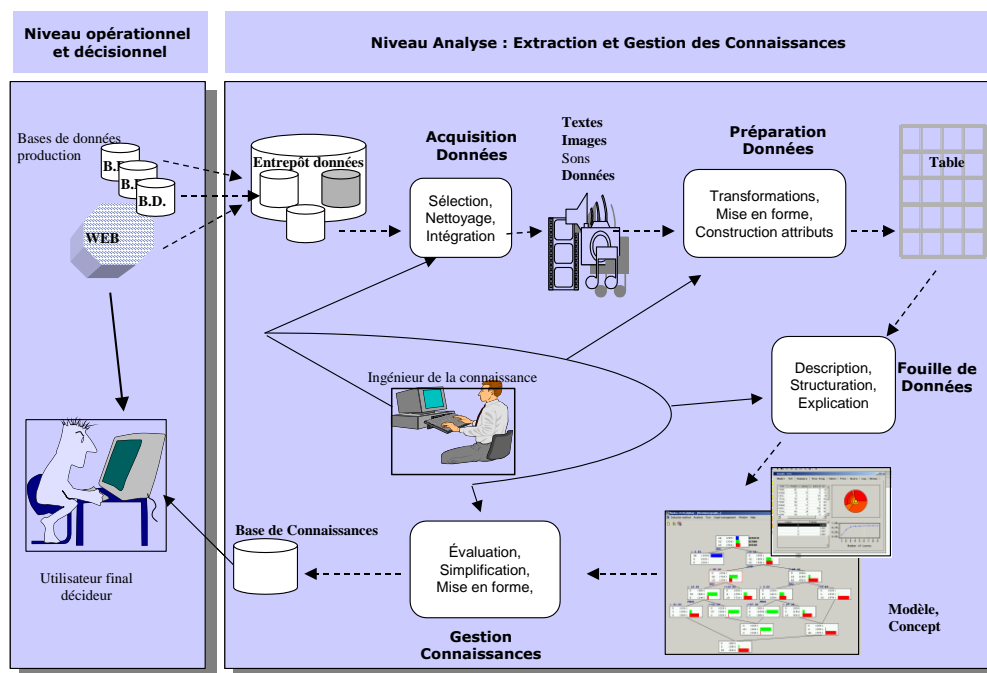 Niveau opérationnel
et décisionnel
Niveau Analyse : Extraction et Gestion des Connaissances
Bases de données
production
B.D.
WEB
Entrepôt données
Acquisition
Données
Sélection,
Nettoyage,
Intégration
Textes
Images
Sons
Données
Préparation
Données
Transformations,
Mise en forme,
Construction attributs
Table
Ingénieur de la connaissance
Description,
Structuration,
Explication
Fouille de
Données
Utilisateur final
décideur
Base de Connaissances
Évaluation,
Simplification,
Mise en forme,
Gestion
Connaissances
Modèle,
Concept